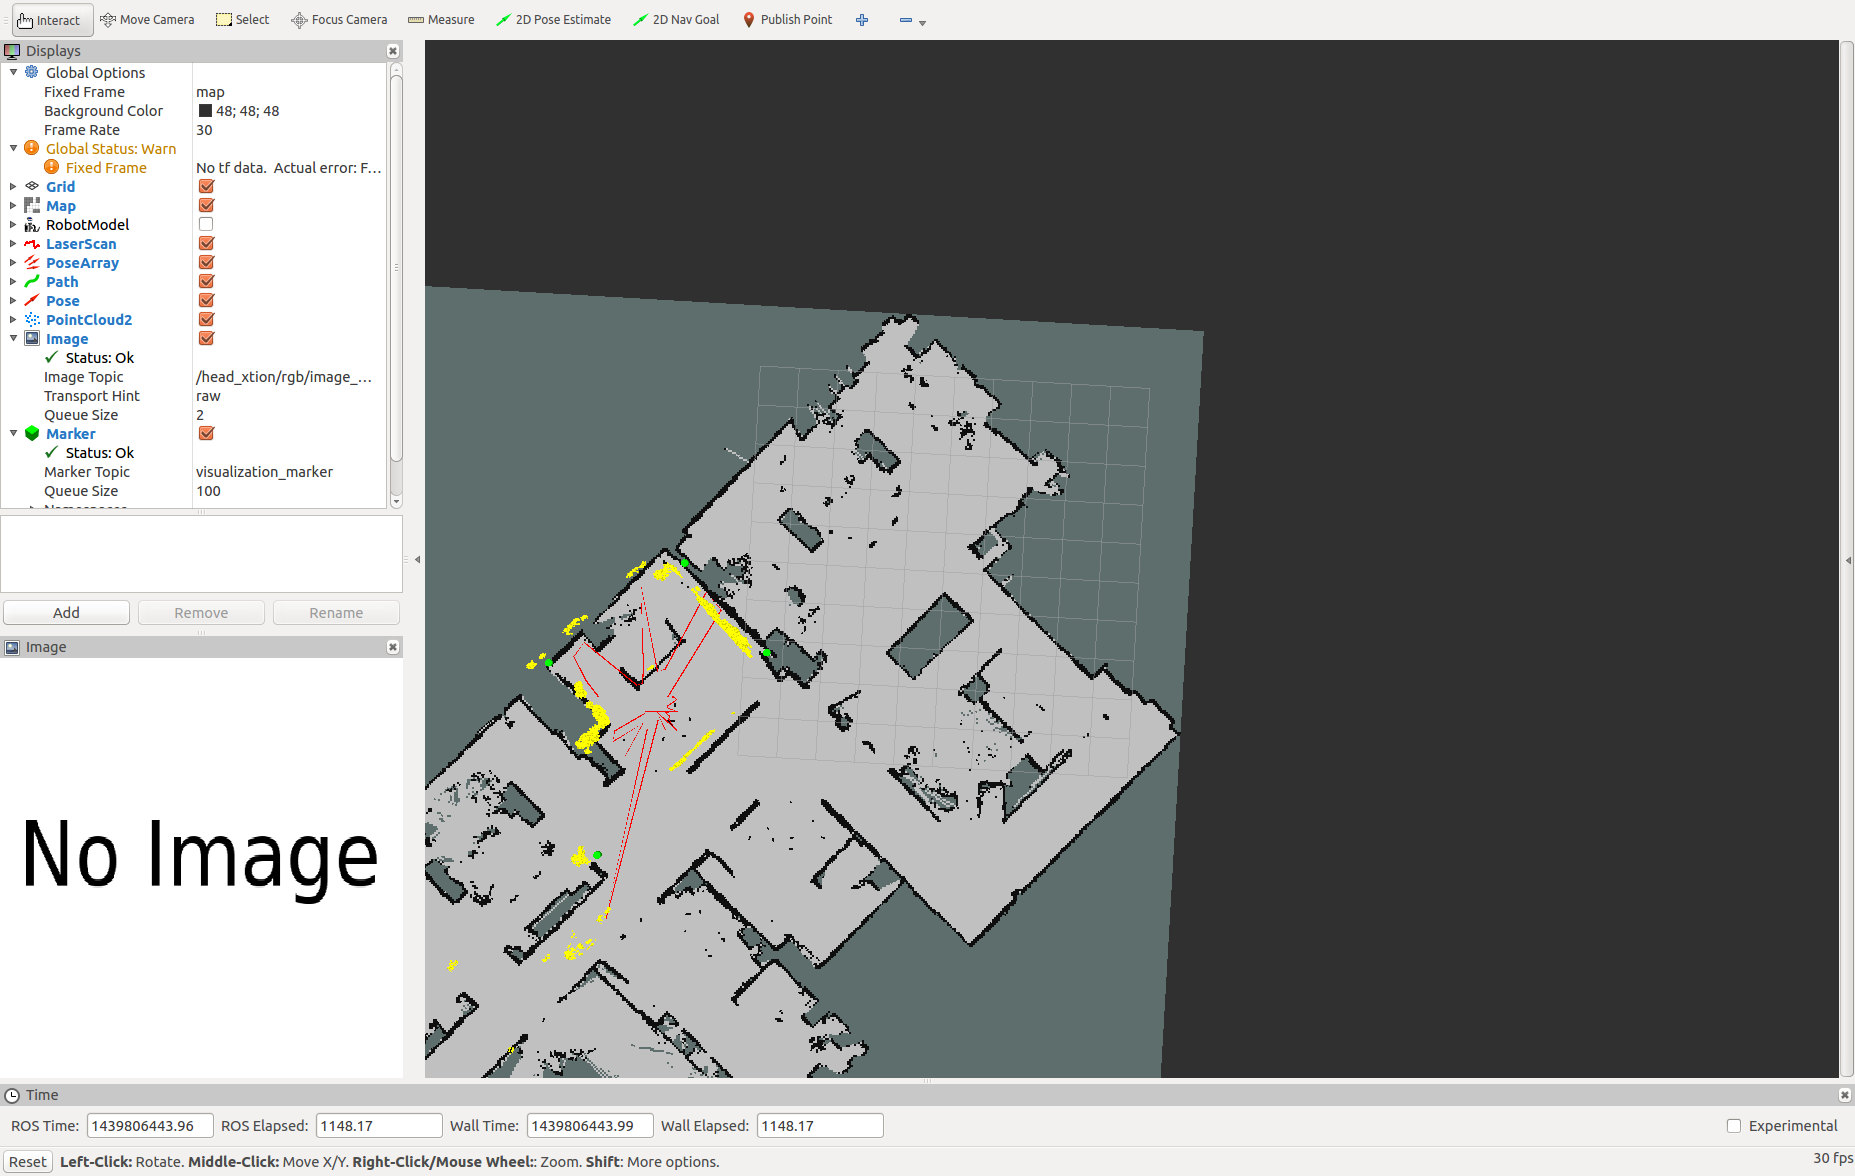 Interact Move Camera Select Focus Camera Measure 2D Pose Estimate 2D Nav Goal Publish Point
Displays
Global Options
Fixed Frame map
Background Color 48; 48; 48
Frame Rate 30
Global Status: Warn
Fixed Frame No tf data. Actual error: F...
Grid
Map
RobotModel
LaserScan
PoseArray
Path
Pose
PointCloud2
Image
Status: Ok
Image Topic /head_xtion/rgb/image_...
Transport Hint raw
Queue Size 2
Marker
Status: Ok
Marker Topic visualization_marker
Queue Size 100
Add Remove Rename
Image
No Image
Time
ROS Time: 1439806443.96 ROS Elapsed: 1148.17 Wall Time: 1439806443.99 Wall Elapsed: 1148.17 Experimental
Reset Left-Click: Rotate. Middle-Click: Move X/Y. Right-Click/Mouse Wheel:: Zoom. Shift: More options. 30 fps